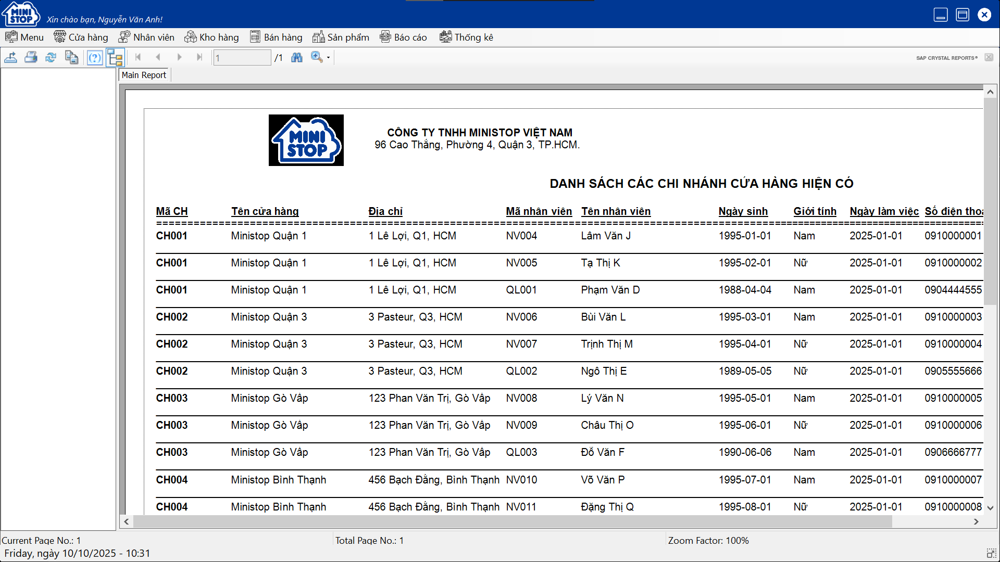 MINI STOP
Xin chào bạn, Nguyễn Văn Anh!
Menu Cửa hàng Nhân viên Kho hàng Bán hàng Sản phẩm Báo cáo Thống kê
1 /1 SAP CRYSTAL REPORTS®
Main Report
MINI STOP
CÔNG TY TNHH MINISTOP VIỆT NAM
96 Cao Thắng, Phường 4, Quận 3, TP.HCM.
DANH SÁCH CÁC CHI NHÁNH CỬA HÀNG HIỆN CÓ
Mã CH Tên cửa hàng Địa chỉ Mã nhân viên Tên nhân viên Ngày sinh Giới tính Ngày làm việc Số điện thoạ
CH001 Ministop Quận 1 1 Lê Lợi, Q1, HCM NV004 Lâm Văn J 1995-01-01 Nam 2025-01-01 0910000001
CH001 Ministop Quận 1 1 Lê Lợi, Q1, HCM NV005 Tạ Thị K 1995-02-01 Nữ 2025-01-01 0910000002
CH001 Ministop Quận 1 1 Lê Lợi, Q1, HCM QL001 Phạm Văn D 1988-04-04 Nam 2025-01-01 0904444555
CH002 Ministop Quận 3 3 Pasteur, Q3, HCM NV006 Bùi Văn L 1995-03-01 Nam 2025-01-01 0910000003
CH002 Ministop Quận 3 3 Pasteur, Q3, HCM NV007 Trịnh Thị M 1995-04-01 Nữ 2025-01-01 0910000004
CH002 Ministop Quận 3 3 Pasteur, Q3, HCM QL002 Ngô Thị E 1989-05-05 Nữ 2025-01-01 0905555666
CH003 Ministop Gò Vấp 123 Phan Văn Trị, Gò Vấp NV008 Lý Văn N 1995-05-01 Nam 2025-01-01 0910000005
CH003 Ministop Gò Vấp 123 Phan Văn Trị, Gò Vấp NV009 Châu Thị O 1995-06-01 Nữ 2025-01-01 0910000006
CH003 Ministop Gò Vấp 123 Phan Văn Trị, Gò Vấp QL003 Đỗ Văn F 1990-06-06 Nam 2025-01-01 0906666777
CH004 Ministop Bình Thạnh 456 Bạch Đằng, Bình Thạnh NV010 Võ Văn P 1995-07-01 Nam 2025-01-01 0910000007
CH004 Ministop Bình Thạnh 456 Bạch Đằng, Bình Thạnh NV011 Đặng Thị Q 1995-08-01 Nữ 2025-01-01 0910000008
Current Page No.: 1 Total Page No.: 1 Zoom Factor: 100%
Friday, ngày 10/10/2025 - 10:31